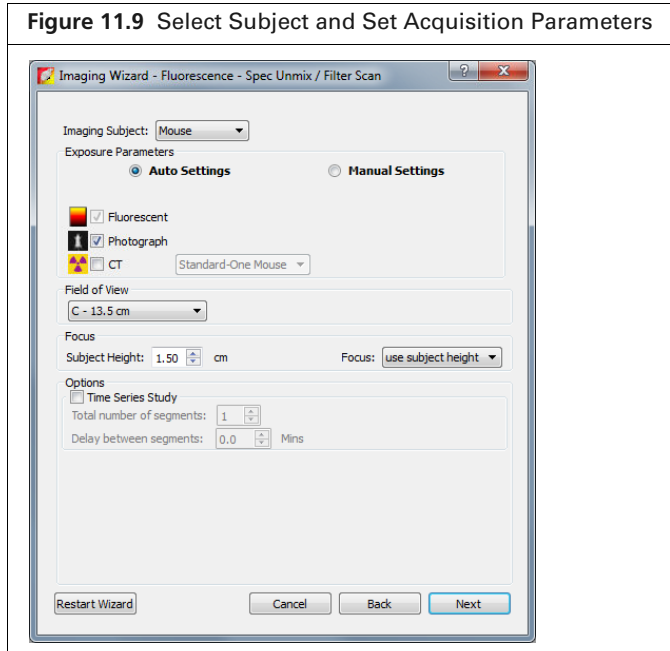 Figure 11.9 Select Subject and Set Acquisition Parameters
Imaging Wizard - Fluorescence - Spec Unmix / Filter Scan
Imaging Subject: Mouse
Exposure Parameters
Auto Settings Manual Settings
Fluorescent
Photograph
CT Standard-One Mouse
Field of View
C - 13.5 cm
Focus
Subject Height: 1.50 cm Focus: use subject height
Options
Time Series Study
Total number of segments: 1
Delay between segments: 0.0 Mins
Restart Wizard Cancel Back Next